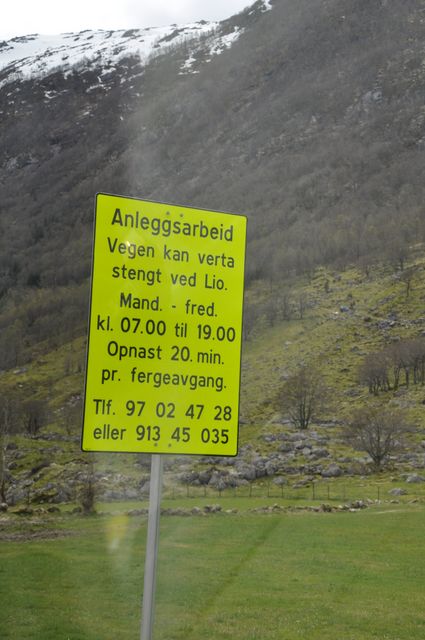 Anleggsarbeid
Vegen kan verta
stengt ved Lio.
Mand. - fred.
kl. 07.00 til 19.00
Opnast 20. min.
pr. fergeavgang.
Tlf. 97 02 47 28
eller 913 45 035